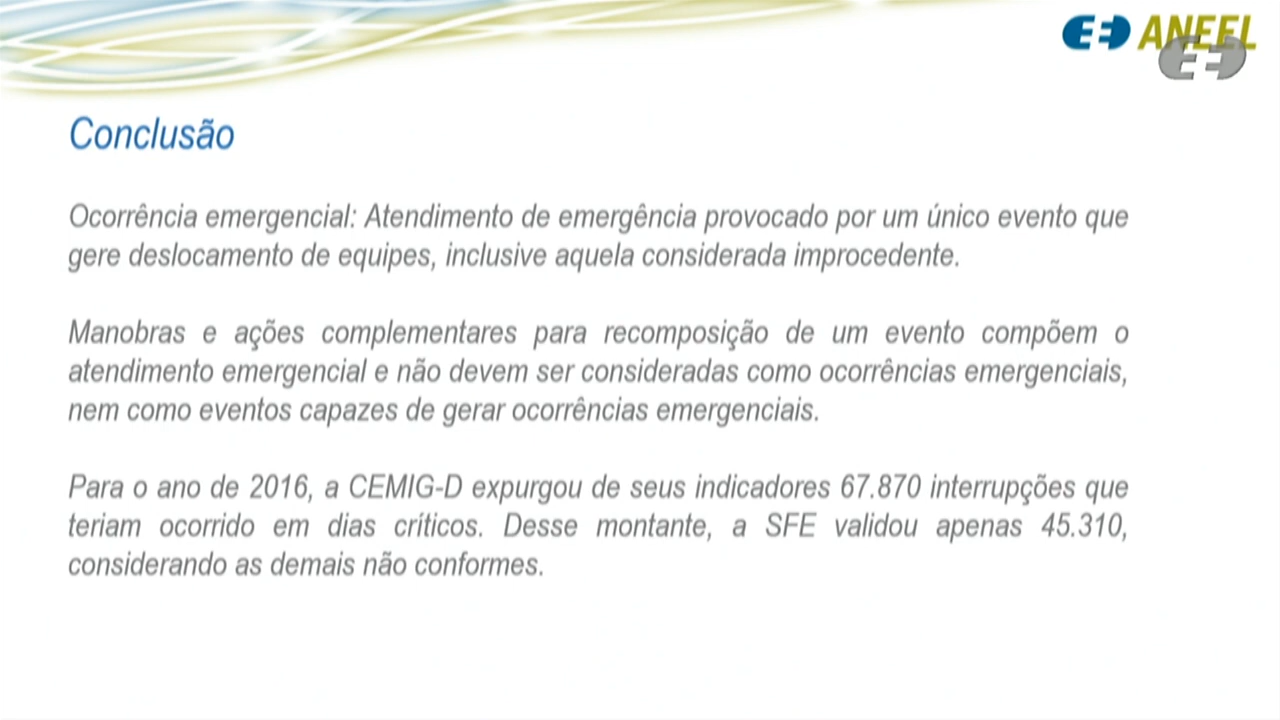 ANEEL
Conclusão
Ocorrência emergencial: Atendimento de emergência provocado por um único evento que
gere deslocamento de equipes, inclusive aquela considerada improcedente.
Manobras e ações complementares para recomposição de um evento compõem o
atendimento emergencial e não devem ser consideradas como ocorrências emergenciais,
nem como eventos capazes de gerar ocorrências emergenciais.
Para o ano de 2016, a CEMIG-D expurgou de seus indicadores 67.870 interrupções que
teriam ocorrido em dias críticos. Desse montante, a SFE validou apenas 45.310,
considerando as demais não conformes.